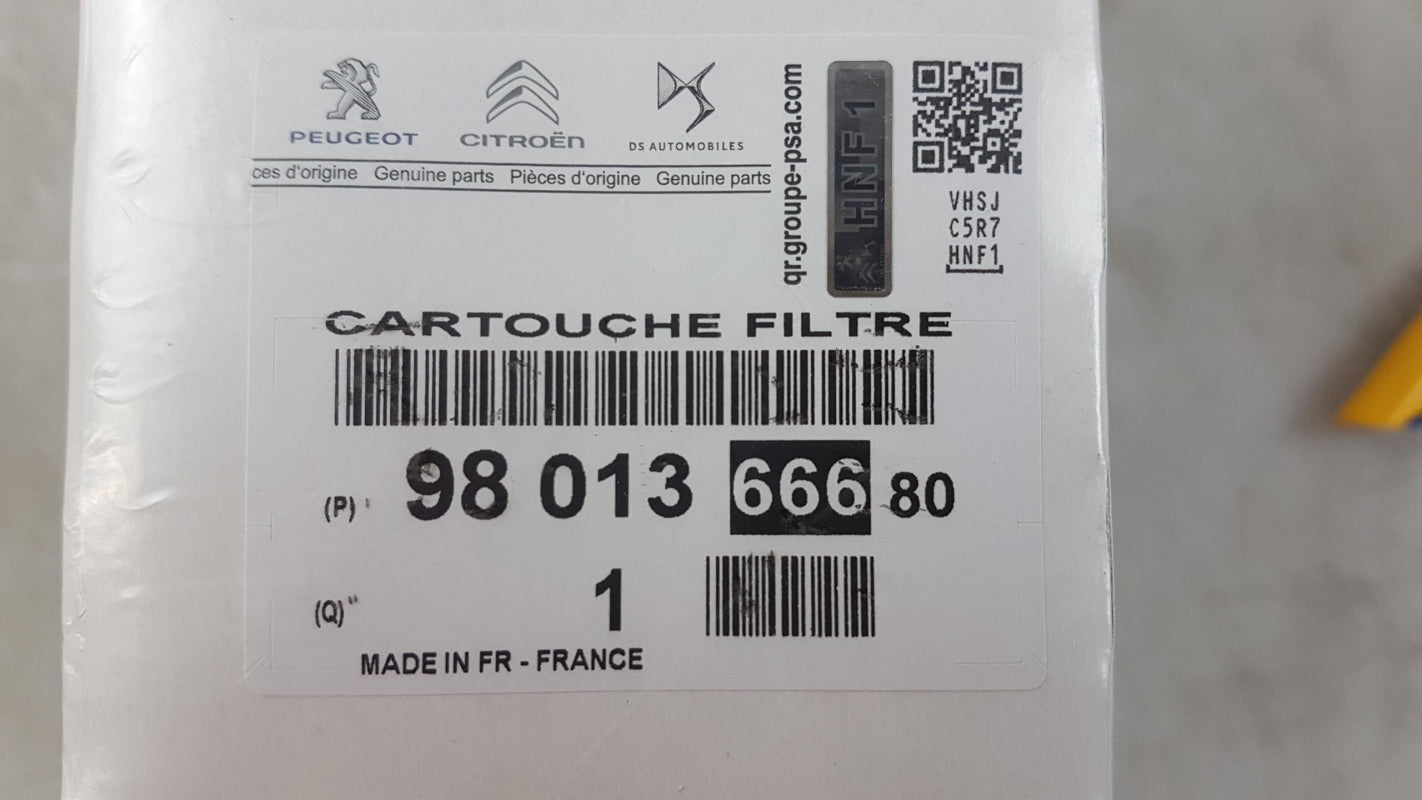 PEUGEOT
CITROËN
DS AUTOMOBILES
ces d'origine Genuine parts Pièces d'origine Genuine parts
qr.groupe-psa.com
HNF 1
VHSJ
C5R7
HNF1
CARTOUCHE FILTRE
(P) 98 013 666 80
(Q) 1
MADE IN FR - FRANCE